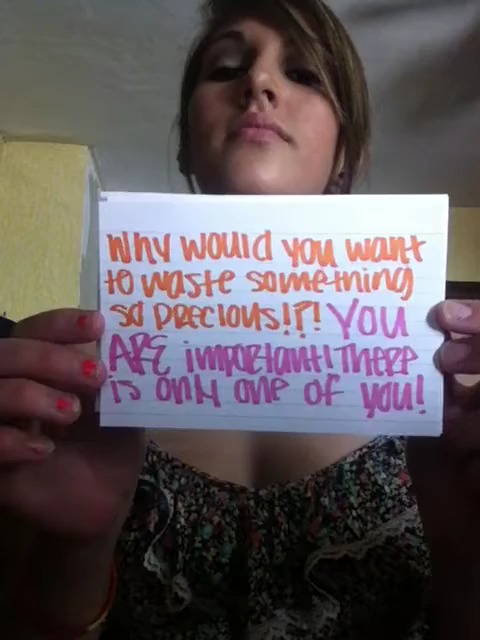 WHY WOULD YOU WANT
to WASTE SOMETHING
SO PRECIOUS!?! YOU
ARE IMPORTANT! THERE
is ONLY ONE OF YOU!